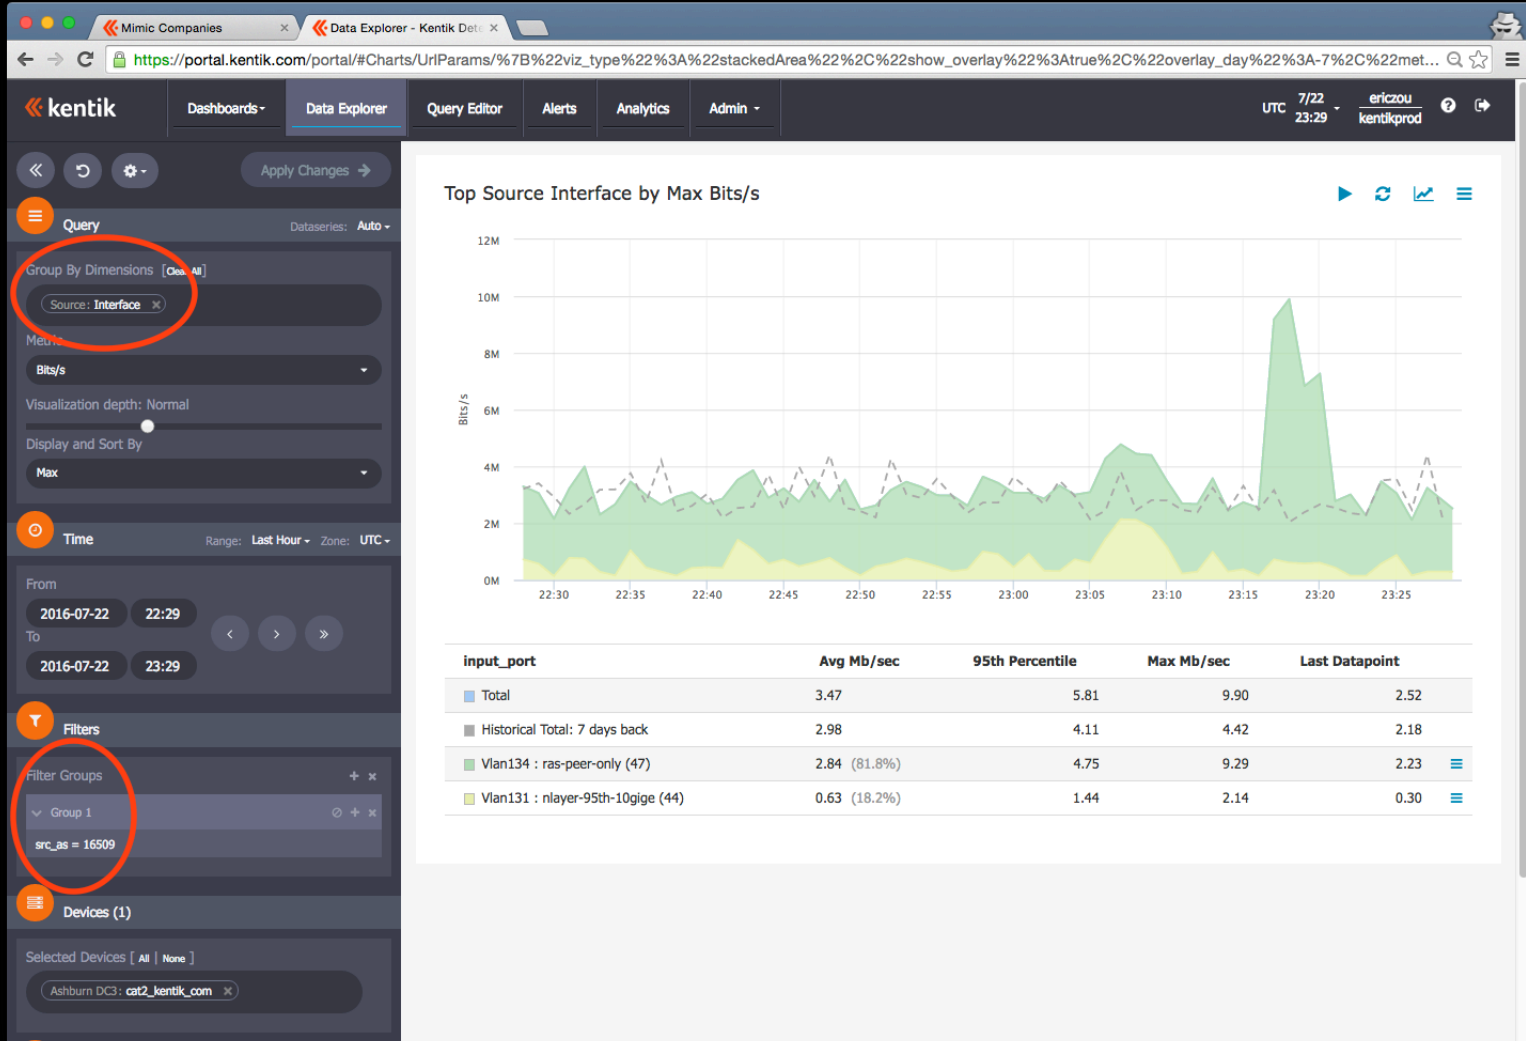 Mimic Companies ×
Data Explorer - Kentik Dete ×
https://portal.kentik.com/portal/#Charts/UrlParams/%7B%22viz_type%22%3A%22stackedArea%22%2C%22show_overlay%22%3Atrue%2C%22overlay_day%22%3A-7%2C%22met...
kentik
Dashboards
Data Explorer
Query Editor
Alerts
Analytics
Admin
UTC 7/22 23:29
ericzou
kentikprod
Apply Changes
Query
Dataseries: Auto
Group By Dimensions [Clear All]
Source: Interface ×
Metric
Bits/s
Visualization depth: Normal
Display and Sort By
Max
Time
Range: Last Hour Zone: UTC
From
2016-07-22 22:29
To
2016-07-22 23:29
Filters
Filter Groups + ×
Group 1 + ×
src_as = 16509
Devices (1)
Selected Devices [ All | None ]
Ashburn DC3: cat2_kentik_com ×
Top Source Interface by Max Bits/s
12M
10M
8M
6M
4M
2M
0M
Bits/s
22:30 22:35 22:40 22:45 22:50 22:55 23:00 23:05 23:10 23:15 23:20 23:25
input_port Avg Mb/sec 95th Percentile Max Mb/sec Last Datapoint
Total 3.47 5.81 9.90 2.52
Historical Total: 7 days back 2.98 4.11 4.42 2.18
Vlan134 : ras-peer-only (47) 2.84 (81.8%) 4.75 9.29 2.23
Vlan131 : nlayer-95th-10gige (44) 0.63 (18.2%) 1.44 2.14 0.30